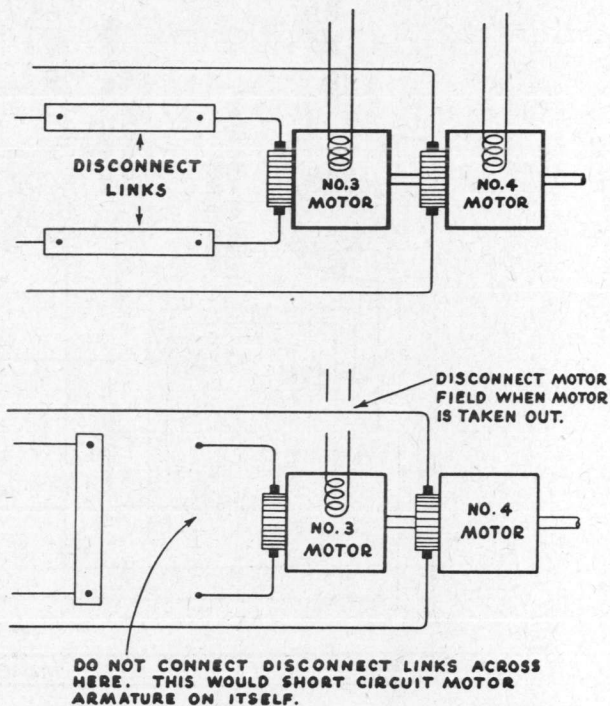 DISCONNECT
LINKS
NO.3
MOTOR
NO.4
MOTOR
DISCONNECT MOTOR
FIELD WHEN MOTOR
IS TAKEN OUT.
NO.3
MOTOR
NO.4
MOTOR
DO NOT CONNECT DISCONNECT LINKS ACROSS
HERE. THIS WOULD SHORT CIRCUIT MOTOR
ARMATURE ON ITSELF.